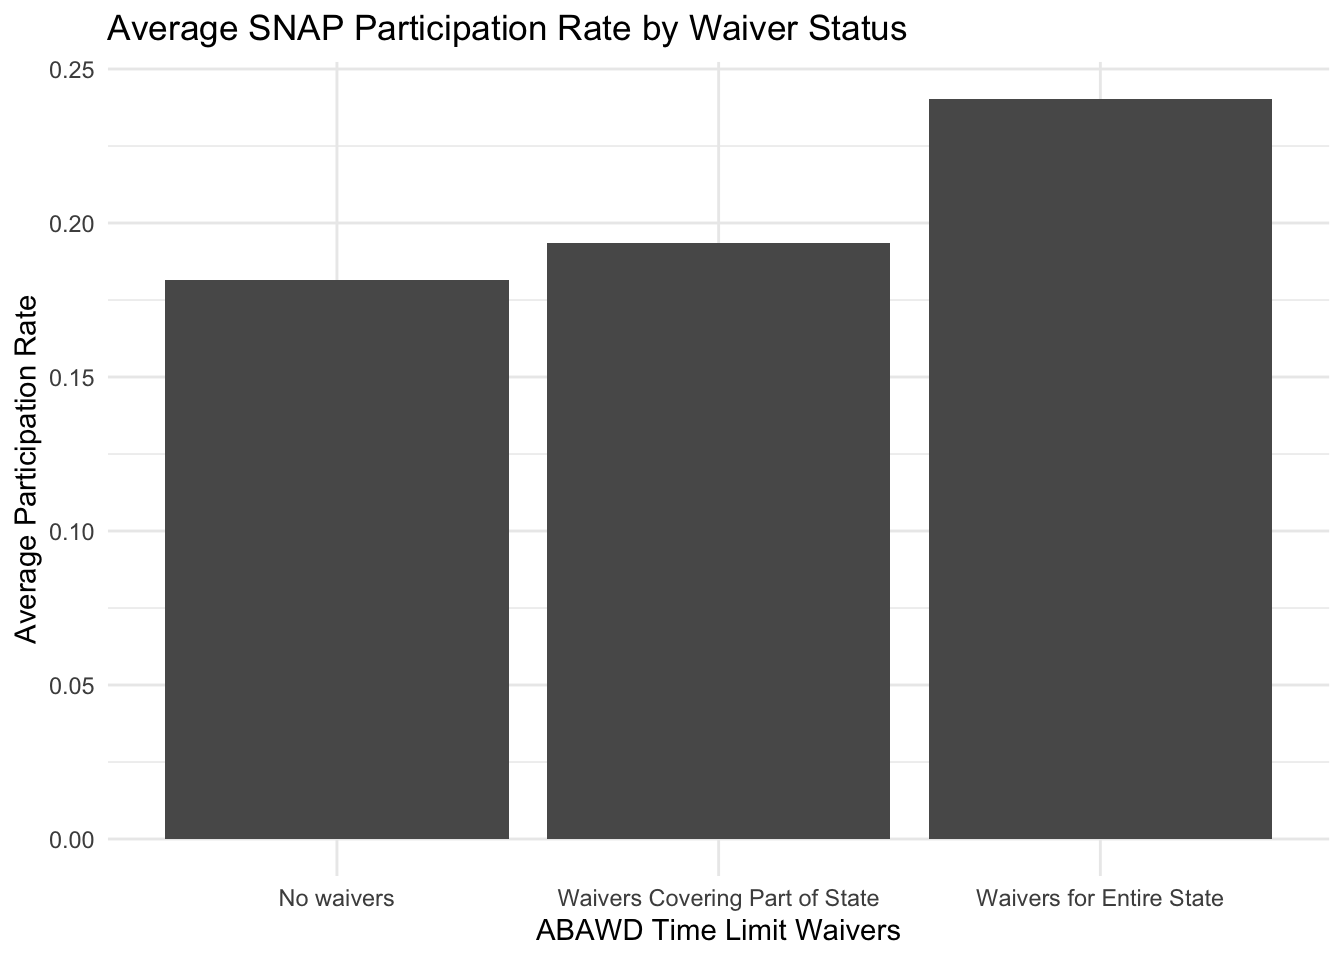 Average SNAP Participation Rate by Waiver Status
0.25
0.20
0.15
0.10
0.05
0.00
Average Participation Rate
No waivers
Waivers Covering Part of State
Waivers for Entire State
ABAWD Time Limit Waivers